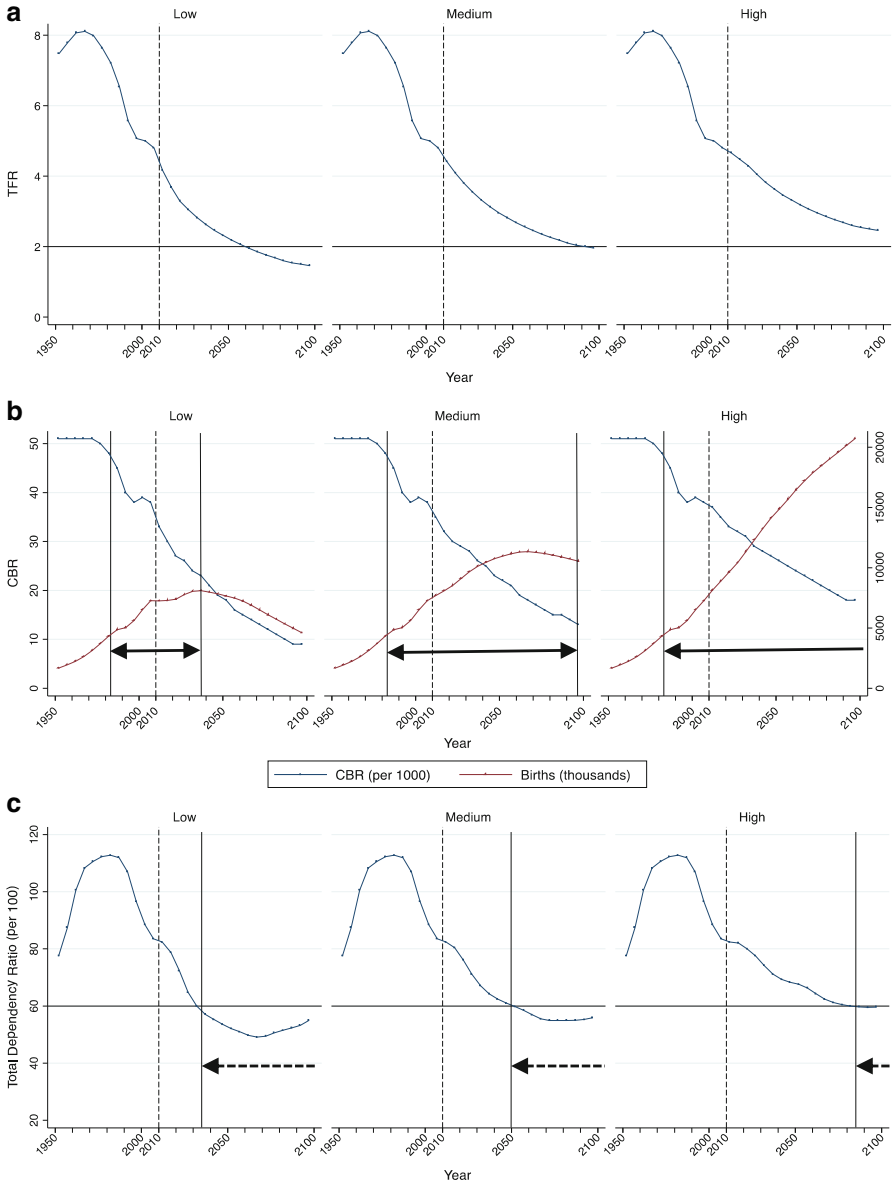 a
Low Medium High
8
6
4
2
0
TFR
1950 2000 2010 2050 2100 1950 2000 2010 2050 2100 1950 2000 2010 2050 2100
Year
b
Low Medium High
50
40
30
20
10
0
CBR
20000
15000
10000
5000
0
1950 2000 2010 2050 2100 1950 2000 2010 2050 2100 1950 2000 2010 2050 2100
Year
CBR (per 1000) Births (thousands)
c
Low Medium High
120
100
80
60
40
20
Total Dependency Ratio (per 100)
1950 2000 2010 2050 2100 1950 2000 2010 2050 2100 1950 2000 2010 2050 2100
Year